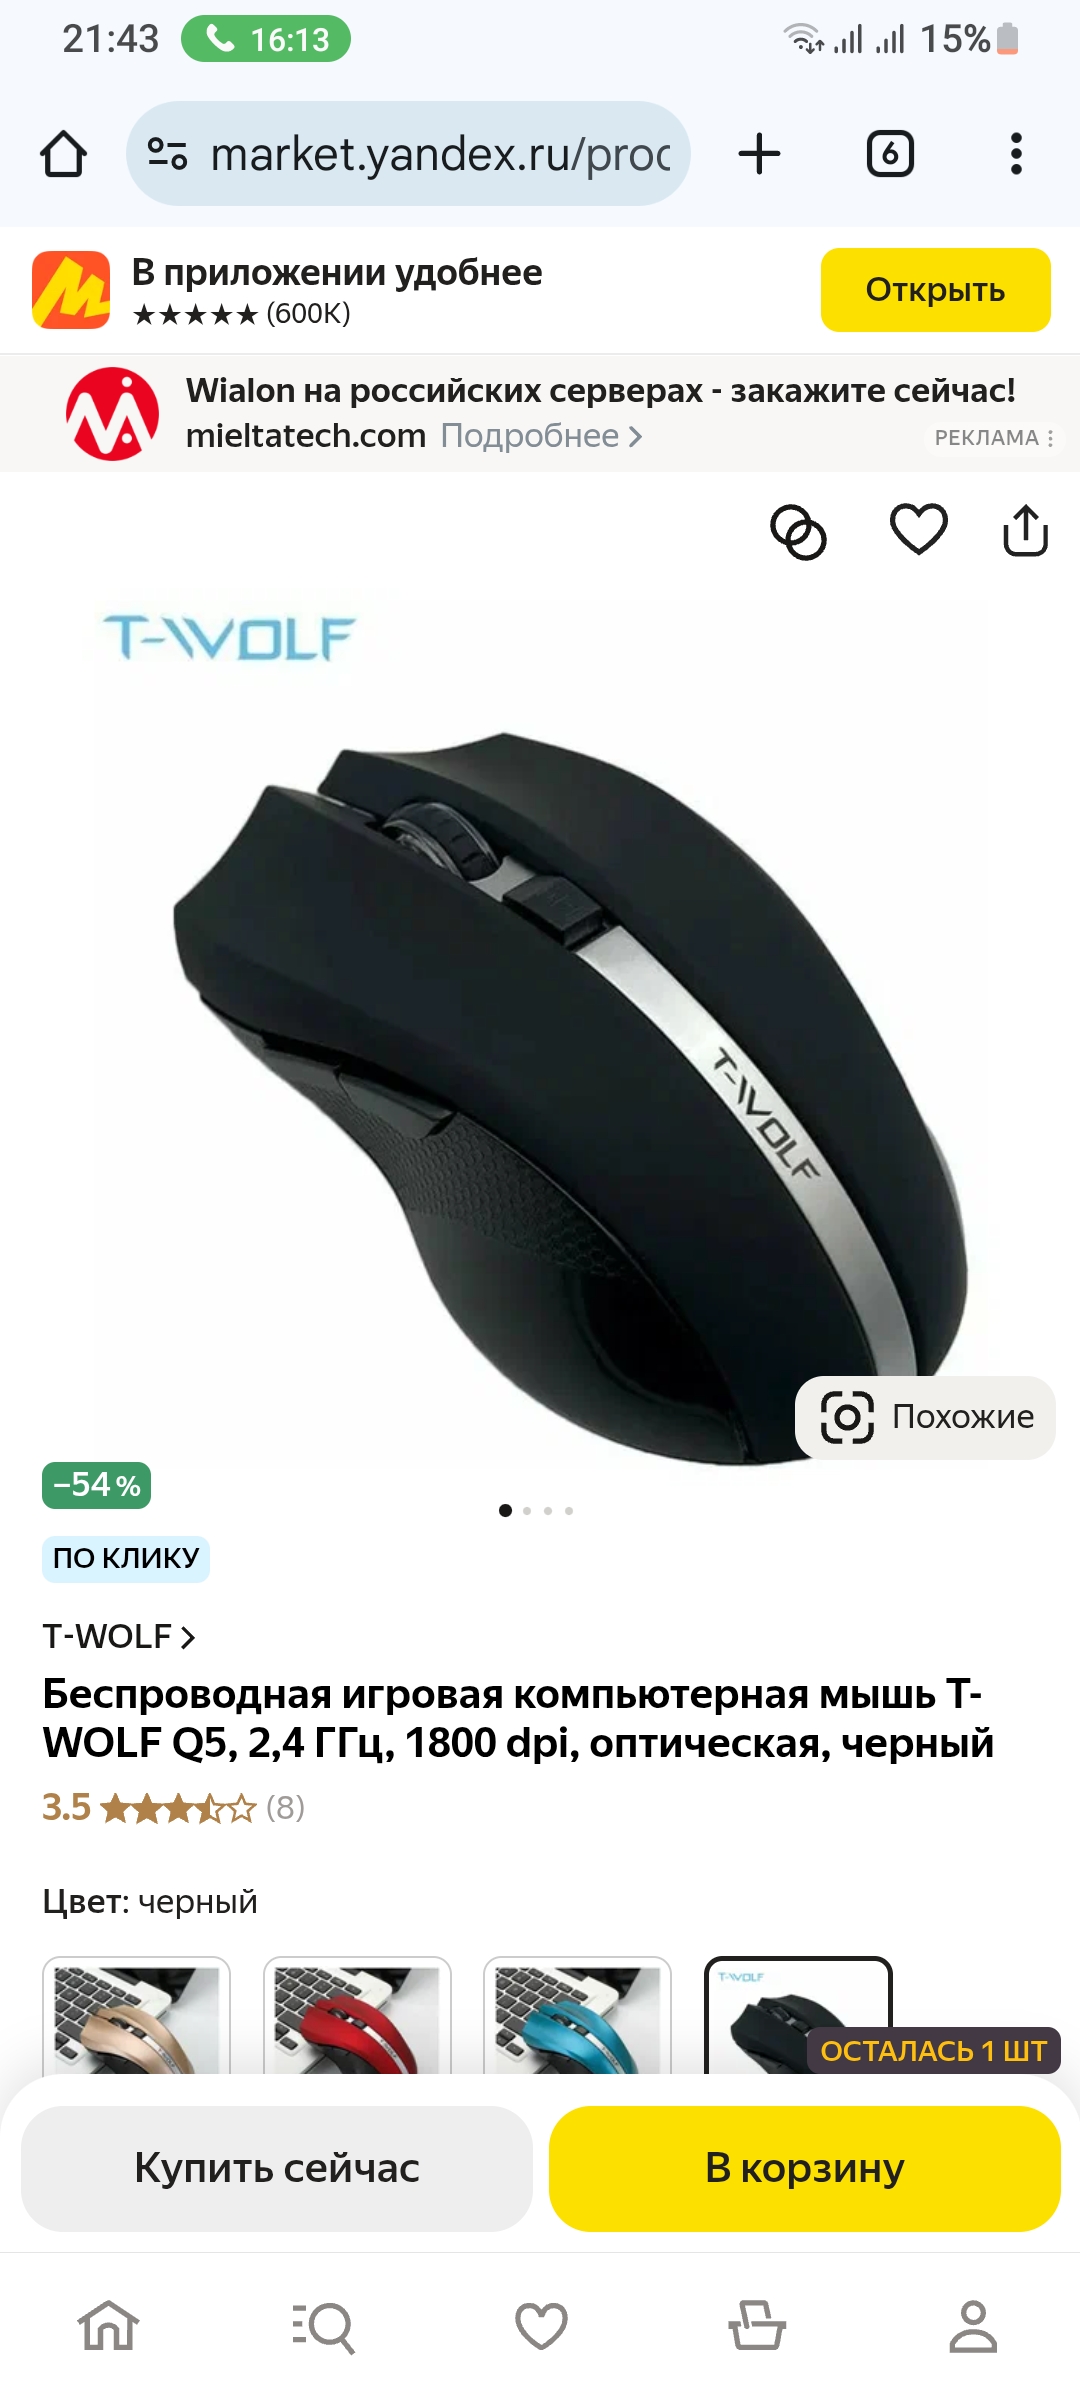 21:43
16:13
15%
market.yandex.ru/proc
6
В приложении удобнее
★★★★★ (600K)
Открыть
Wialon на российских серверах - закажите сейчас!
mieltatech.com Подробнее
РЕКЛАМА
T-WOLF
T-WOLF
Похожие
–54 %
ПО КЛИКУ
T-WOLF
Беспроводная игровая компьютерная мышь T-
WOLF Q5, 2,4 ГГц, 1800 dpi, оптическая, черный
3.5 (8)
Цвет: черный
T-WOLF
ОСТАЛАСЬ 1 ШТ
Купить сейчас
В корзину